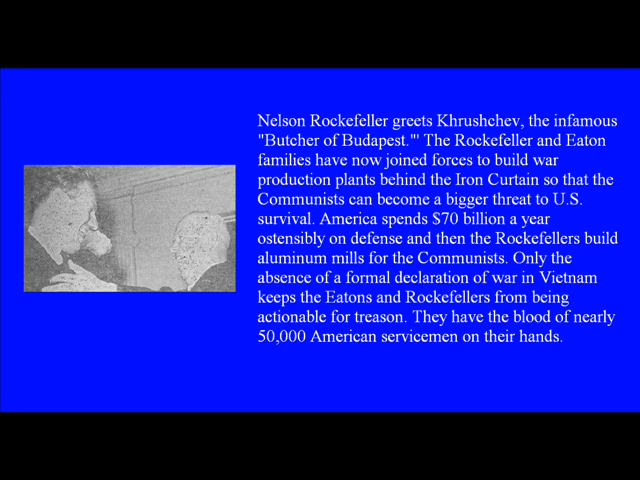 Nelson Rockefeller greets Khrushchev, the infamous
"Butcher of Budapest."' The Rockefeller and Eaton
families have now joined forces to build war
production plants behind the Iron Curtain so that the
Communists can become a bigger threat to U.S.
survival. America spends $70 billion a year
ostensibly on defense and then the Rockefellers build
aluminum mills for the Communists. Only the
absence of a formal declaration of war in Vietnam
keeps the Eatons and Rockefellers from being
actionable for treason. They have the blood of nearly
50,000 American servicemen on their hands.